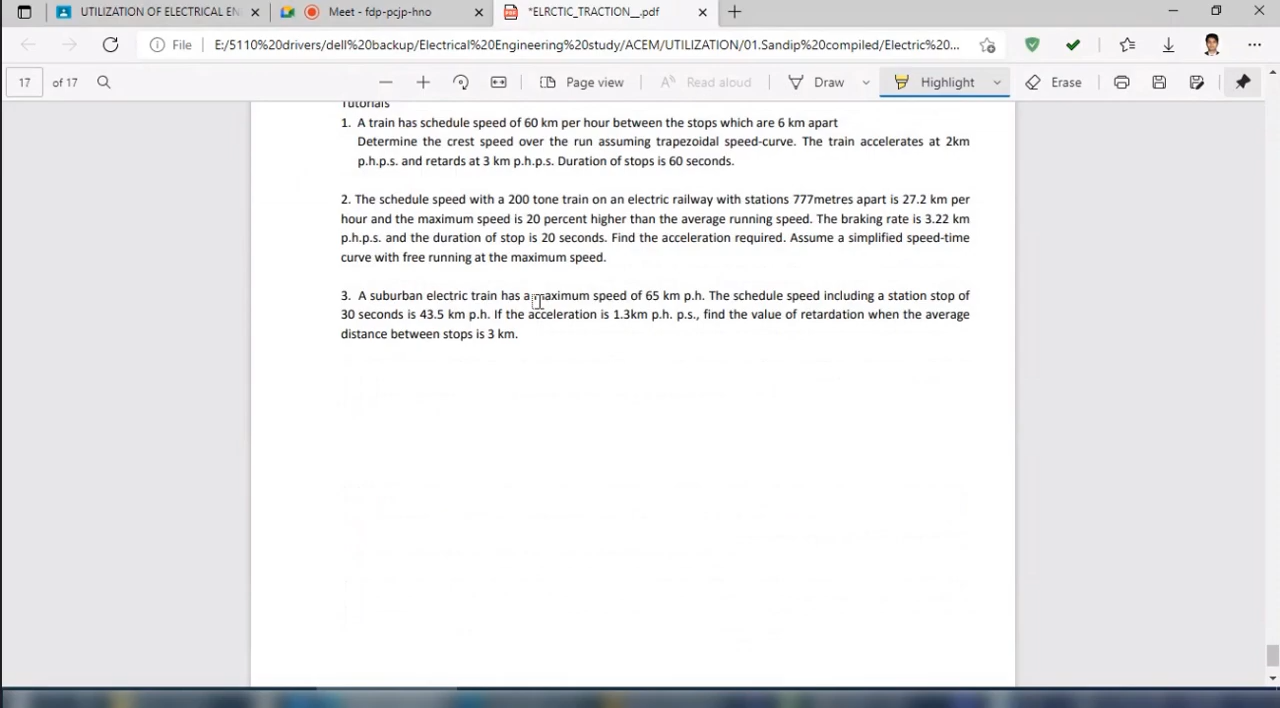 UTILIZATION OF ELECTRICAL EN
Meet - fdp-pcjp-hno
*ELRCTIC_TRACTION__.pdf
File
E:/5110%20drivers/dell%20backup/Electrical%20Engineering%20study/ACEM/UTILIZATION/01.Sandip%20compiled/Electric%20...
17 of 17
Page view
Read aloud
Draw
Highlight
Erase
Tutorials
1. A train has schedule speed of 60 km per hour between the stops which are 6 km apart
Determine the crest speed over the run assuming trapezoidal speed-curve. The train accelerates at 2km
p.h.p.s. and retards at 3 km p.h.p.s. Duration of stops is 60 seconds.
2. The schedule speed with a 200 tone train on an electric railway with stations 777metres apart is 27.2 km per
hour and the maximum speed is 20 percent higher than the average running speed. The braking rate is 3.22 km
p.h.p.s. and the duration of stop is 20 seconds. Find the acceleration required. Assume a simplified speed-time
curve with free running at the maximum speed.
3. A suburban electric train has a maximum speed of 65 km p.h. The schedule speed including a station stop of
30 seconds is 43.5 km p.h. If the acceleration is 1.3km p.h. p.s., find the value of retardation when the average
distance between stops is 3 km.